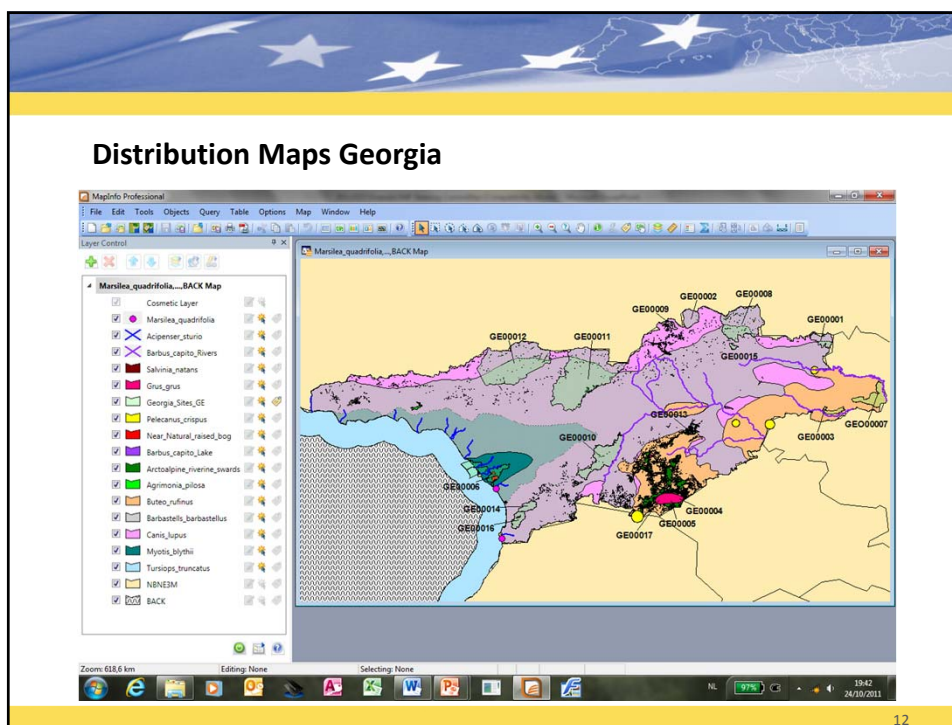 Distribution Maps Georgia
MapInfo Professional
File Edit Tools Objects Query Table Options Map Window Help
Layer Control
Marsilea_quadrifolia,...,BACK Map
Marsilea_quadrifolia,...,BACK Map
Cosmetic Layer
Marsilea_quadrifolia
Acipenser_sturio
Barbus_capito_Rivers
Salvinia_natans
Grus_grus
Georgia_Sites_GE
Pelecanus_crispus
Near_Natural_raised_bog
Barbus_capito_Lake
Arctoalpine_riverine_swards
Agrimonia_pilosa
Buteo_rufinus
Barbastells_barbastellus
Canis_lupus
Myotis_blythii
Tursiops_truncatus
NBNE3M
BACK
GE00002
GE00008
GE00009
GE00001
GE00012
GE00011
GE00015
GE00013
GE00003
GEO00007
GE00010
GE00006
GE00014
GE00016
GE00004
GE00005
GE00017
Zoom: 618,6 km Editing: None Selecting: None
NL 97% 19:42
24/10/2011
12